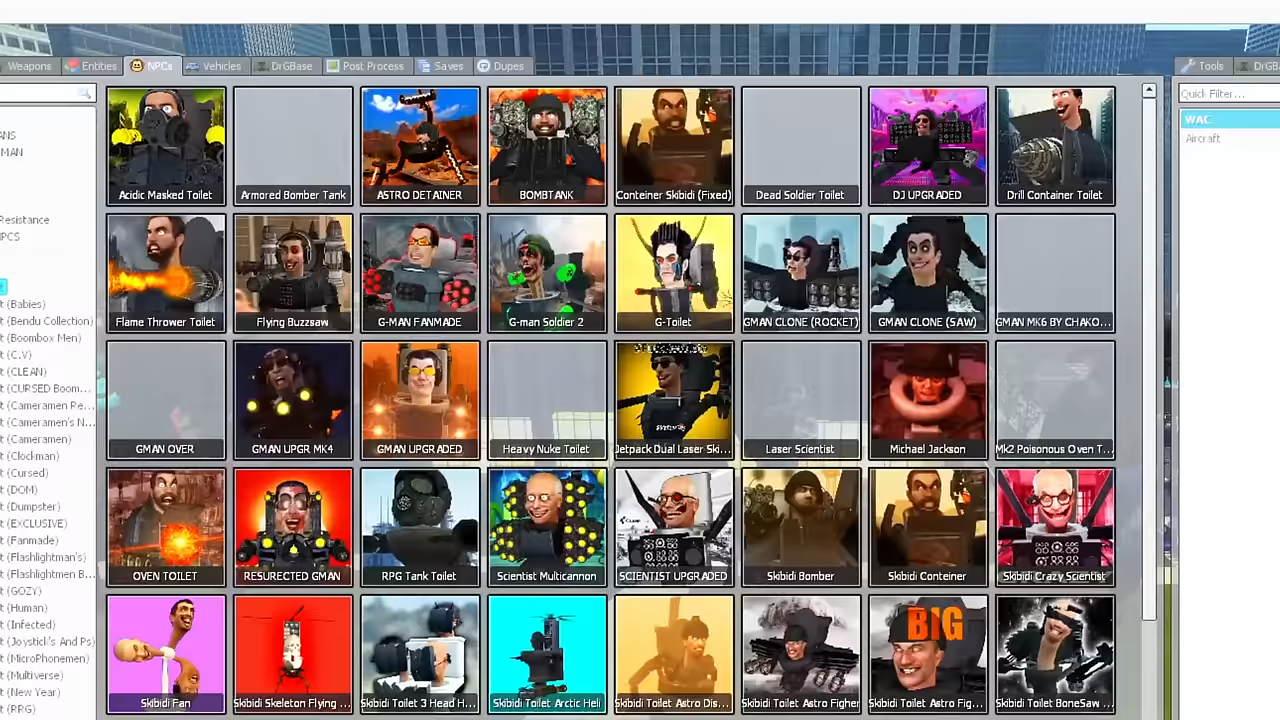 Weapons
Entities
NPCs
Vehicles
DrGBase
Post Process
Saves
Dupes
Tools
Quick Filter...
WAC
Aircraft
ANS
MAN
Resistance
NPCS
t (Babies)
t (Bendu Collection)
t (Boombox Men)
t (C.V)
t (CLEAN)
t (CURSED Boom...
t (Cameramen Re...
t (Cameramen's N...
t (Cameramen)
t (Clockman)
t (Cursed)
t (DOM)
t (Dumpster)
t (EXCLUSIVE)
t (Fanmade)
t (Flashlightman's)
t (Flashlightmen B...
t (GOZY)
t (Human)
t (Infected)
t (Joystick's And Ps)
t (MicroPhonemen)
t (Multiverse)
t (New Year)
t (RPG)
Acidic Masked Toilet
Armored Bomber Tank
ASTRO DETAINER
BOMBTANK
Conteiner Skibidi (Fixed)
Dead Soldier Toilet
DJ UPGRADED
Drill Container Toilet
Flame Thrower Toilet
Flying Buzzsaw
G-MAN FANMADE
G-man Soldier 2
G-Toilet
GMAN CLONE (ROCKET)
GMAN CLONE (SAW)
GMAN MK6 BY CHAKO...
GMAN OVER
GMAN UPGR MK4
GMAN UPGRADED
Heavy Nuke Toilet
Jetpack Dual Laser Ski...
Laser Scientist
Michael Jackson
Mk2 Poisonous Oven T...
OVEN TOILET
RESURECTED GMAN
RPG Tank Toilet
Scientist Multicannon
SCIENTIST UPGRADED
Skibidi Bomber
Skibidi Conteiner
Skibidi Crazy Scientist
Skibidi Fan
Skibidi Skeleton Flying ...
Skibidi Toilet 3 Head H...
Skibidi Toilet Arctic Heli
Skibidi Toilet Astro Dis...
Skibidi Toilet Astro Figher
BIG
Skibidi Toilet Astro Fig...
Skibidi Toilet BoneSaw ...